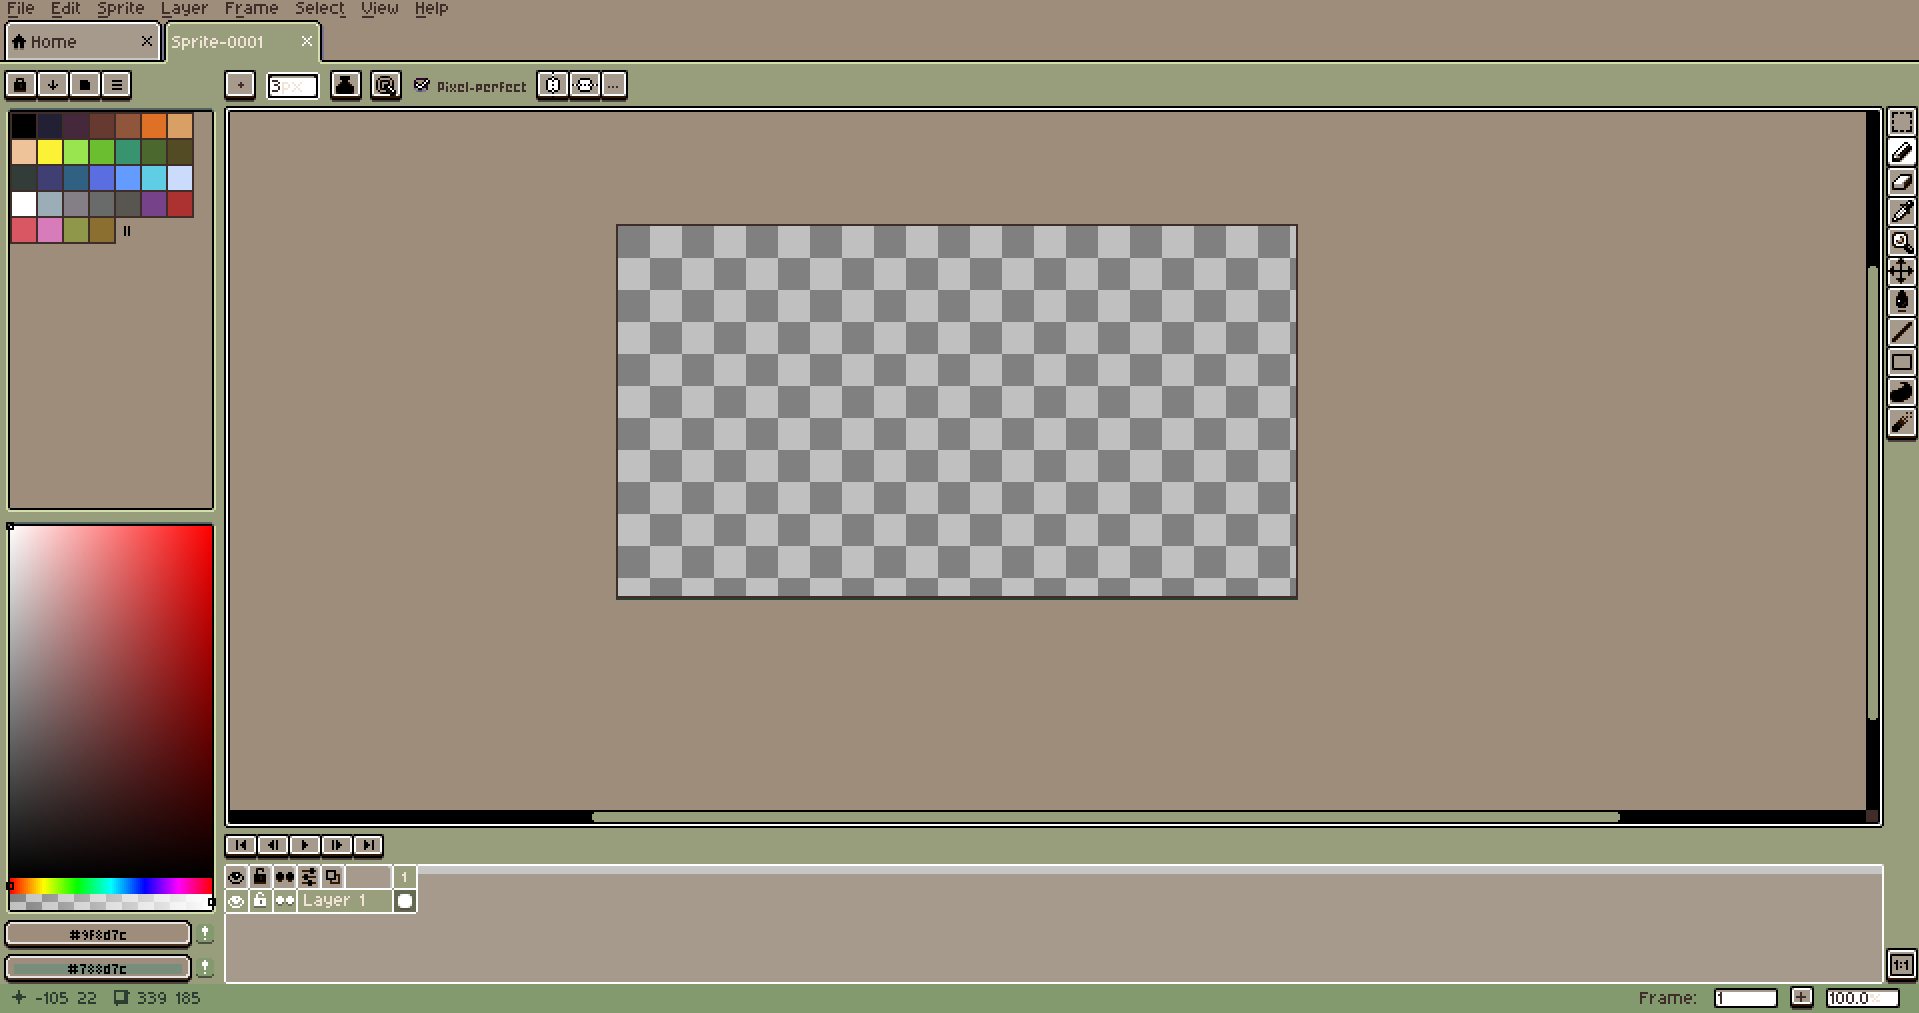 File Edit Sprite Layer Frame Select View Help
Home Sprite-0001
3px Pixel-perfect ...
1
Layer 1
#9f8d7c
#788d7c
-105 22 339 185 Frame: 1 100.0
1:1